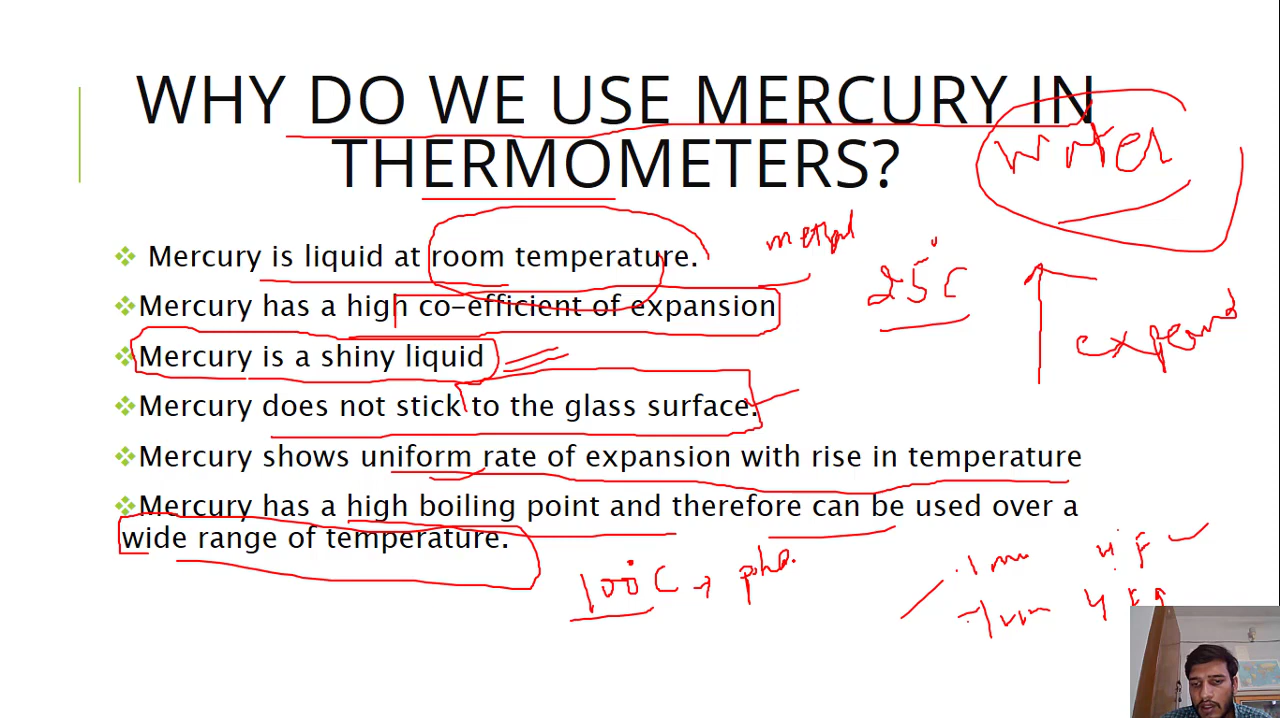 WHY DO WE USE MERCURY IN
THERMOMETERS?
Water
Mercury is liquid at room temperature.
25°C
Mercury has a high co-efficient of expansion
expand
Mercury is a shiny liquid
Mercury does not stick to the glass surface.
Mercury shows uniform rate of expansion with rise in temperature
Mercury has a high boiling point and therefore can be used over a
wide range of temperature.
100°C →